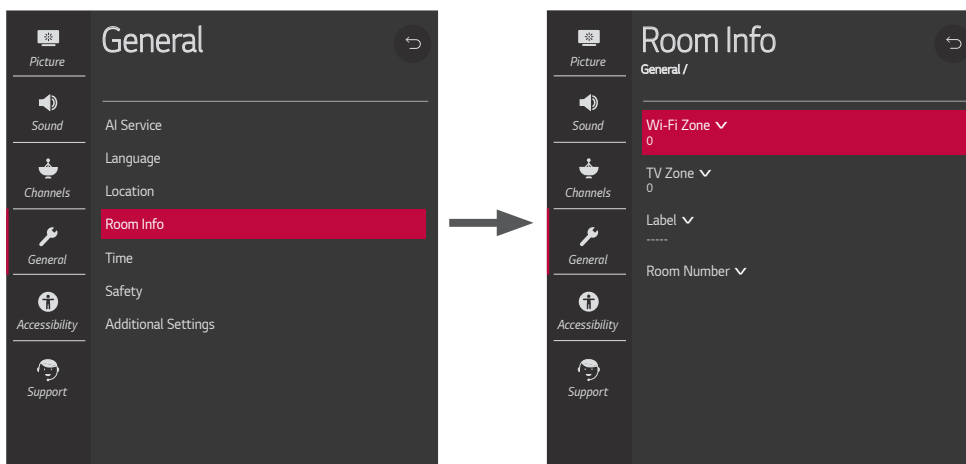 General
Picture
Sound
Channels
General
Accessibility
Support
AI Service
Language
Location
Room Info
Time
Safety
Additional Settings
Room Info
General /
Picture
Sound
Channels
General
Accessibility
Support
Wi-Fi Zone
0
TV Zone
0
Label
-----
Room Number